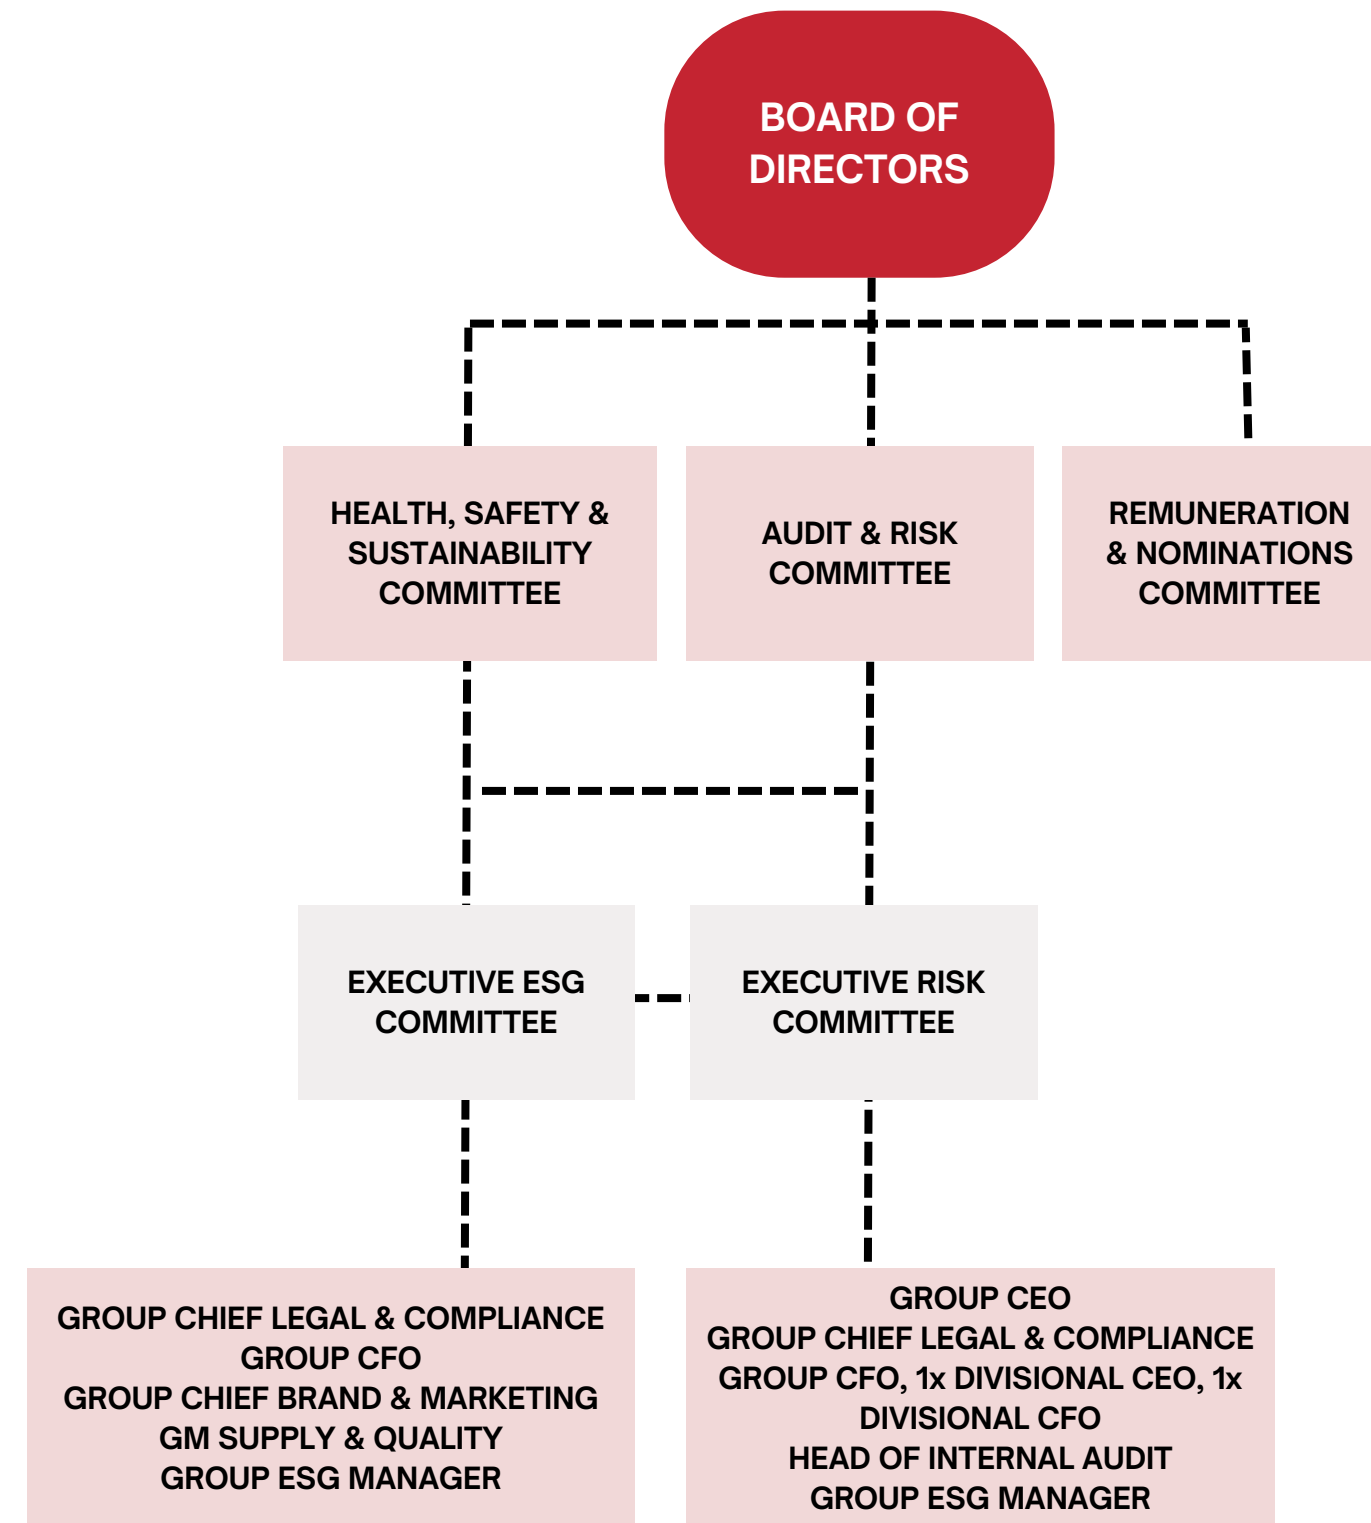 BOARD OF
DIRECTORS
HEALTH, SAFETY &
SUSTAINABILITY
COMMITTEE
AUDIT & RISK
COMMITTEE
REMUNERATION
& NOMINATIONS
COMMITTEE
EXECUTIVE ESG
COMMITTEE
EXECUTIVE RISK
COMMITTEE
GROUP CHIEF LEGAL & COMPLIANCE
GROUP CFO
GROUP CHIEF BRAND & MARKETING
GM SUPPLY & QUALITY
GROUP ESG MANAGER
GROUP CEO
GROUP CHIEF LEGAL & COMPLIANCE
GROUP CFO, 1x DIVISIONAL CEO, 1x
DIVISIONAL CFO
HEAD OF INTERNAL AUDIT
GROUP ESG MANAGER